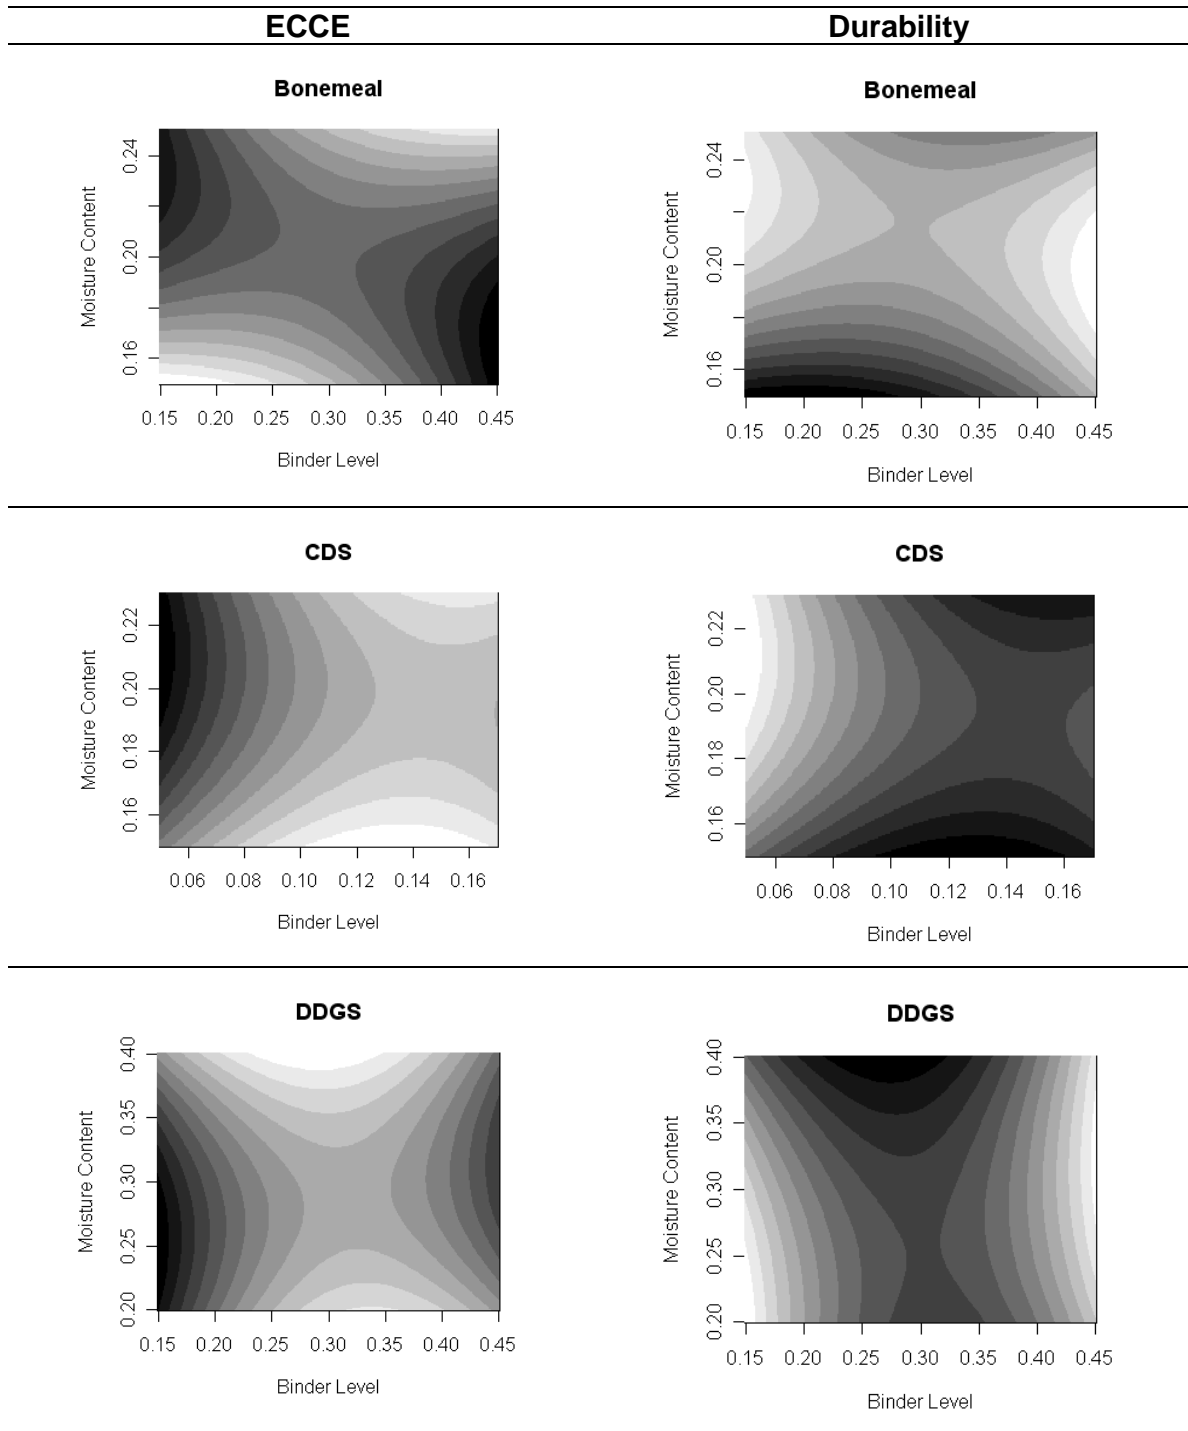 ECCE Durability
Bonemeal Bonemeal
Moisture Content
0.16 0.20 0.24
0.15 0.20 0.25 0.30 0.35 0.40 0.45
Binder Level
Moisture Content
0.16 0.20 0.24
0.15 0.20 0.25 0.30 0.35 0.40 0.45
Binder Level
CDS CDS
Moisture Content
0.16 0.18 0.20 0.22
0.06 0.08 0.10 0.12 0.14 0.16
Binder Level
Moisture Content
0.16 0.18 0.20 0.22
0.06 0.08 0.10 0.12 0.14 0.16
Binder Level
DDGS DDGS
Moisture Content
0.20 0.25 0.30 0.35 0.40
0.15 0.20 0.25 0.30 0.35 0.40 0.45
Binder Level
Moisture Content
0.20 0.25 0.30 0.35 0.40
0.15 0.20 0.25 0.30 0.35 0.40 0.45
Binder Level